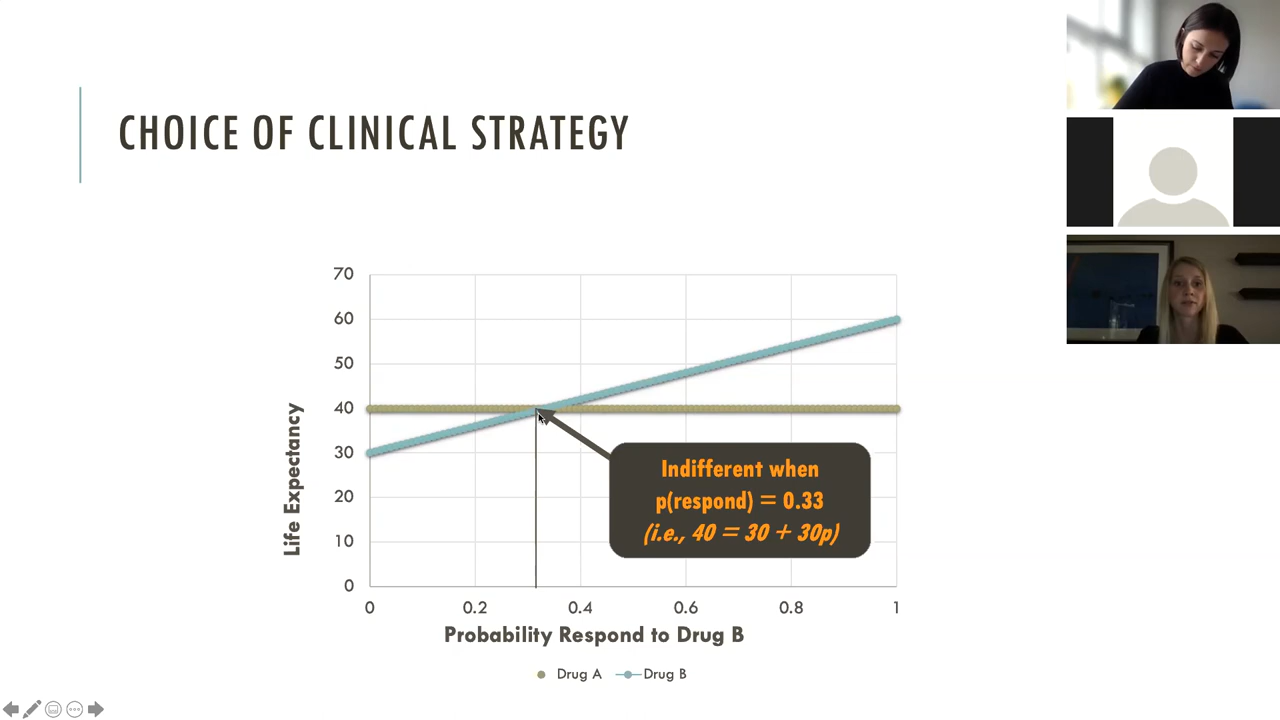 CHOICE OF CLINICAL STRATEGY
70
60
50
40
30
20
10
0
Life Expectancy
Indifferent when
p(respond) = 0.33
(i.e., 40 = 30 + 30p)
0 0.2 0.4 0.6 0.8 1
Probability Respond to Drug B
Drug A Drug B